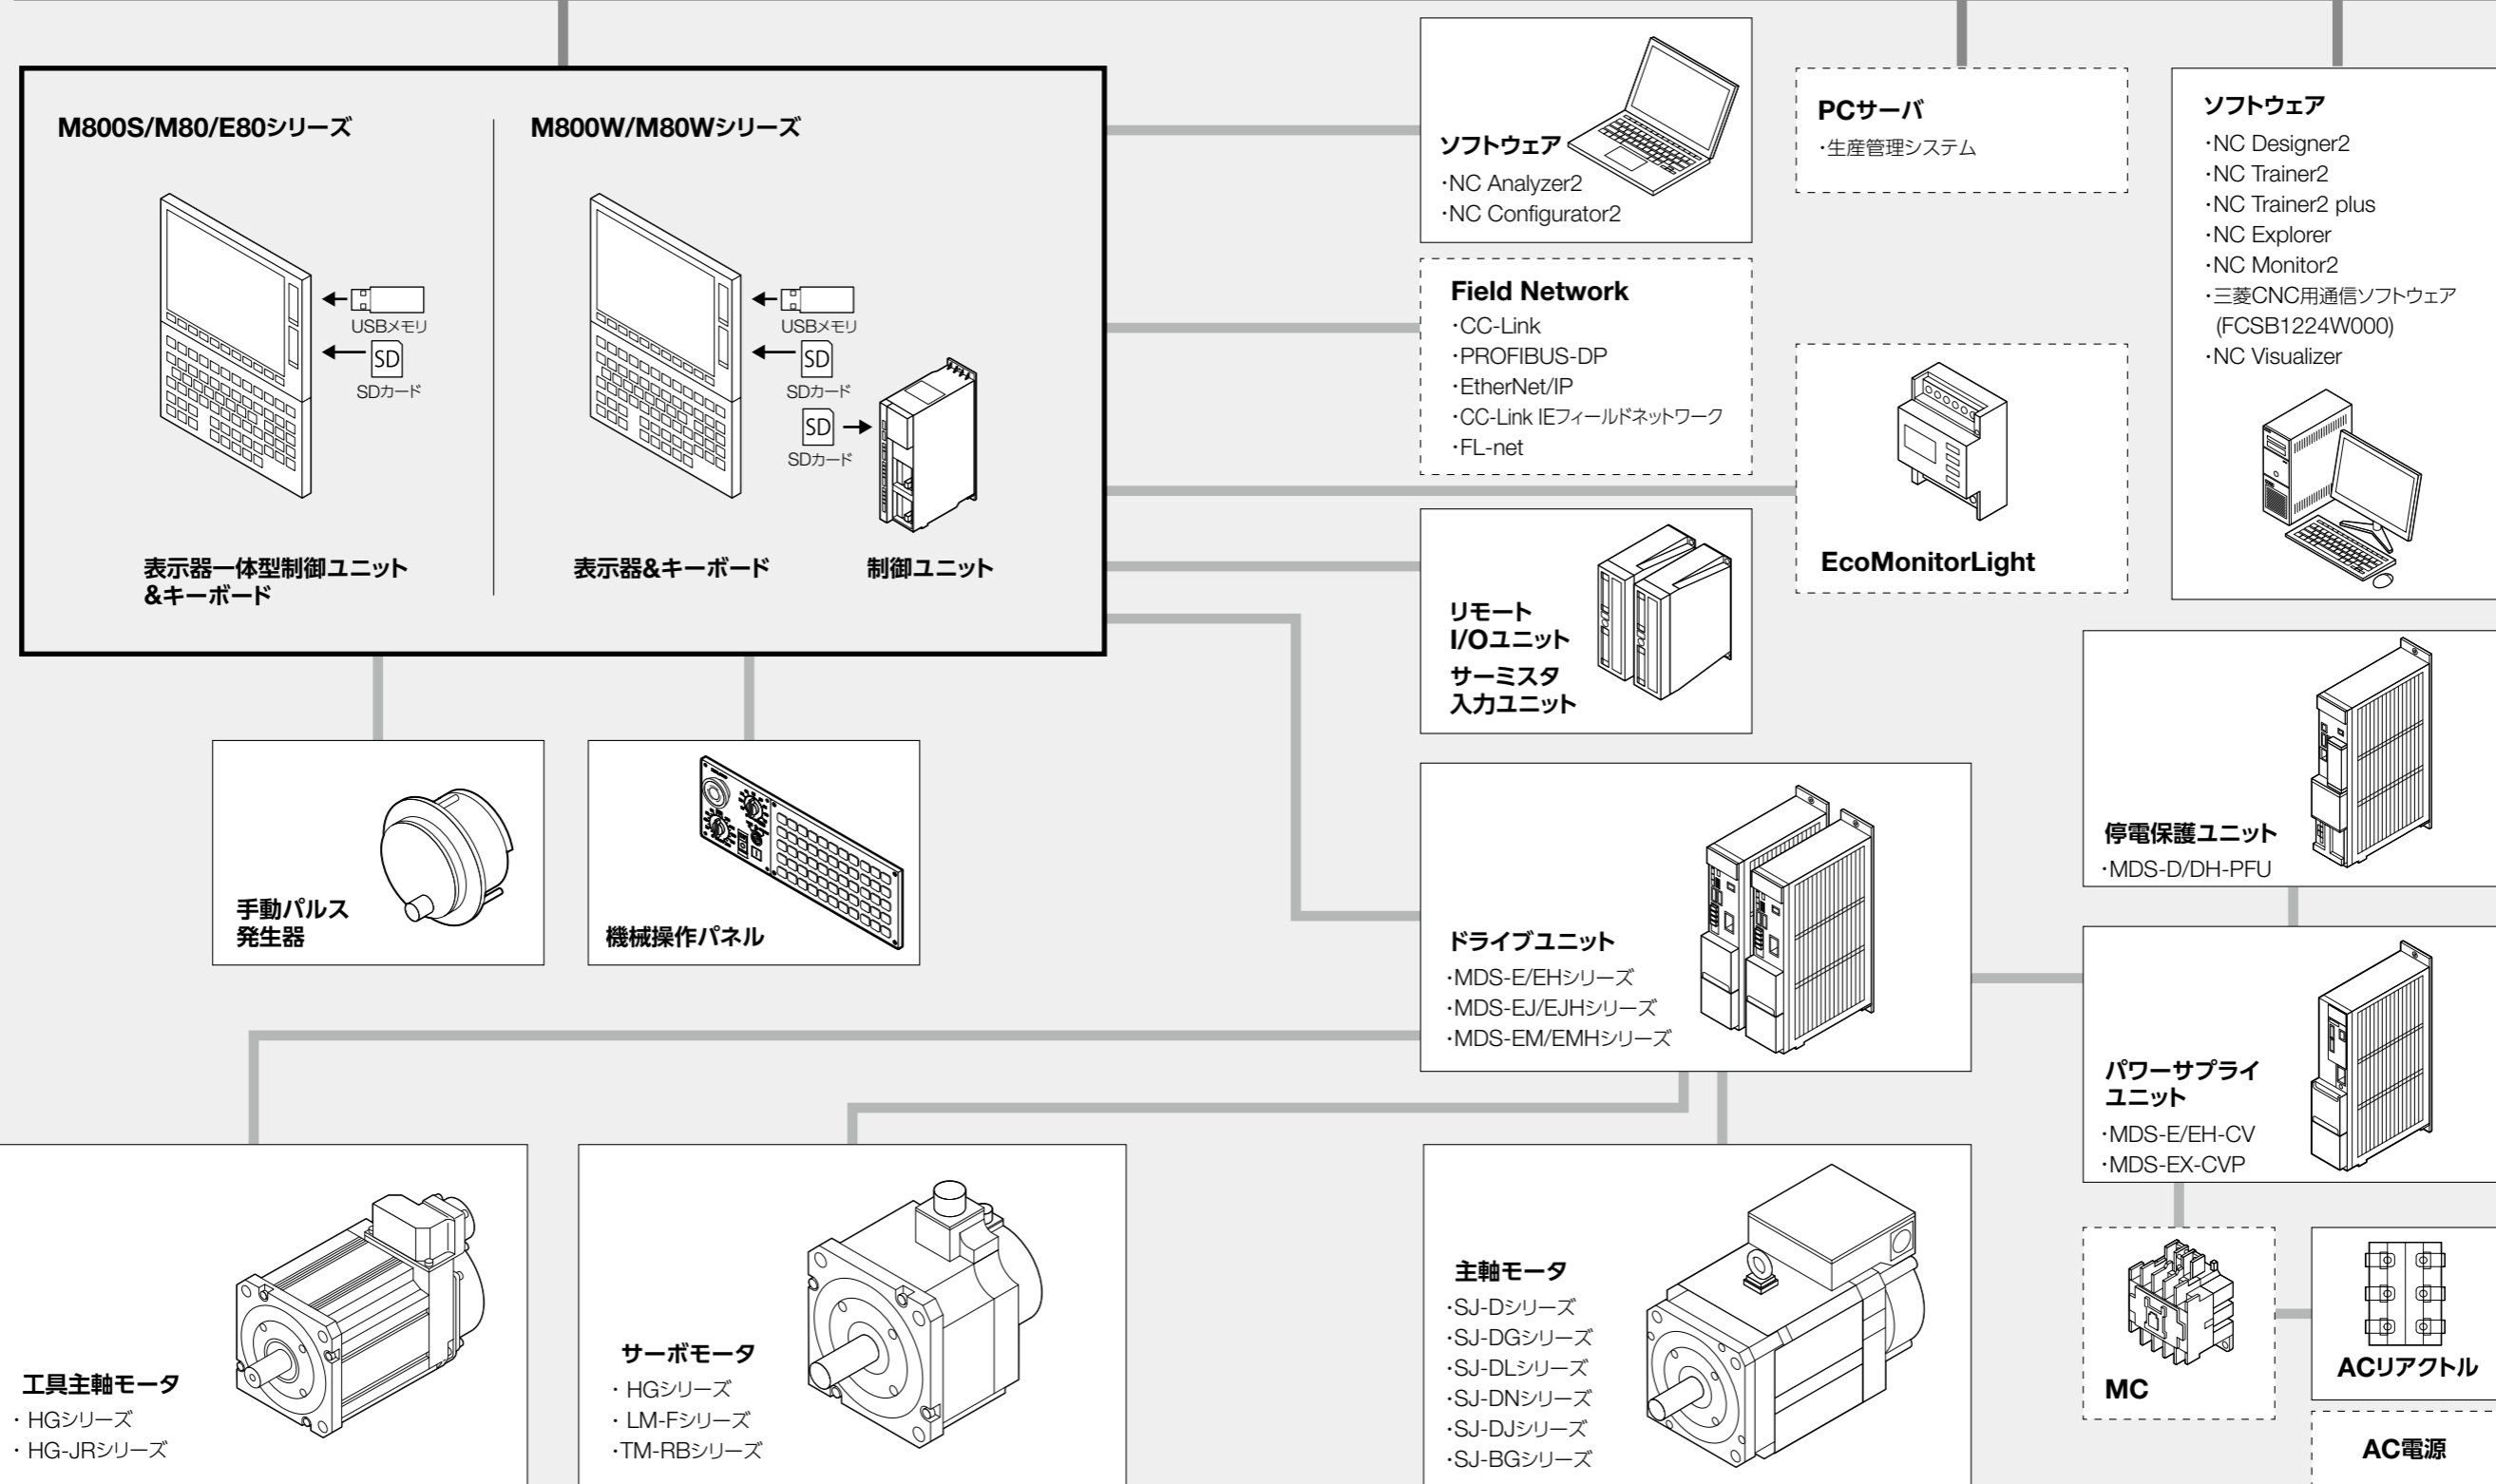 M800S/M80/E80シリーズ
USBメモリ
SD
SDカード
表示器一体型制御ユニット
&キーボード
M800W/M80Wシリーズ
USBメモリ
SD
SDカード
SD
SDカード
表示器&キーボード
制御ユニット
ソフトウェア
・NC Analyzer2
・NC Configurator2
PCサーバ
・生産管理システム
ソフトウェア
・NC Designer2
・NC Trainer2
・NC Trainer2 plus
・NC Explorer
・NC Monitor2
・三菱CNC用通信ソフトウェア
(FCSB1224W000)
・NC Visualizer
Field Network
・CC-Link
・PROFIBUS-DP
・EtherNet/IP
・CC-Link IEフィールドネットワーク
・FL-net
EcoMonitorLight
リモート
I/Oユニット
サーミスタ
入力ユニット
手動パルス
発生器
機械操作パネル
ドライブユニット
・MDS-E/EHシリーズ
・MDS-EJ/EJHシリーズ
・MDS-EM/EMHシリーズ
停電保護ユニット
・MDS-D/DH-PFU
パワーサプライ
ユニット
・MDS-E/EH-CV
・MDS-EX-CVP
工具主軸モータ
・ HGシリーズ
・ HG-JRシリーズ
サーボモータ
・ HGシリーズ
・ LM-Fシリーズ
・TM-RBシリーズ
主軸モータ
・SJ-Dシリーズ
・SJ-DGシリーズ
・SJ-DLシリーズ
・SJ-DNシリーズ
・SJ-DJシリーズ
・SJ-BGシリーズ
MC
ACリアクトル
AC電源